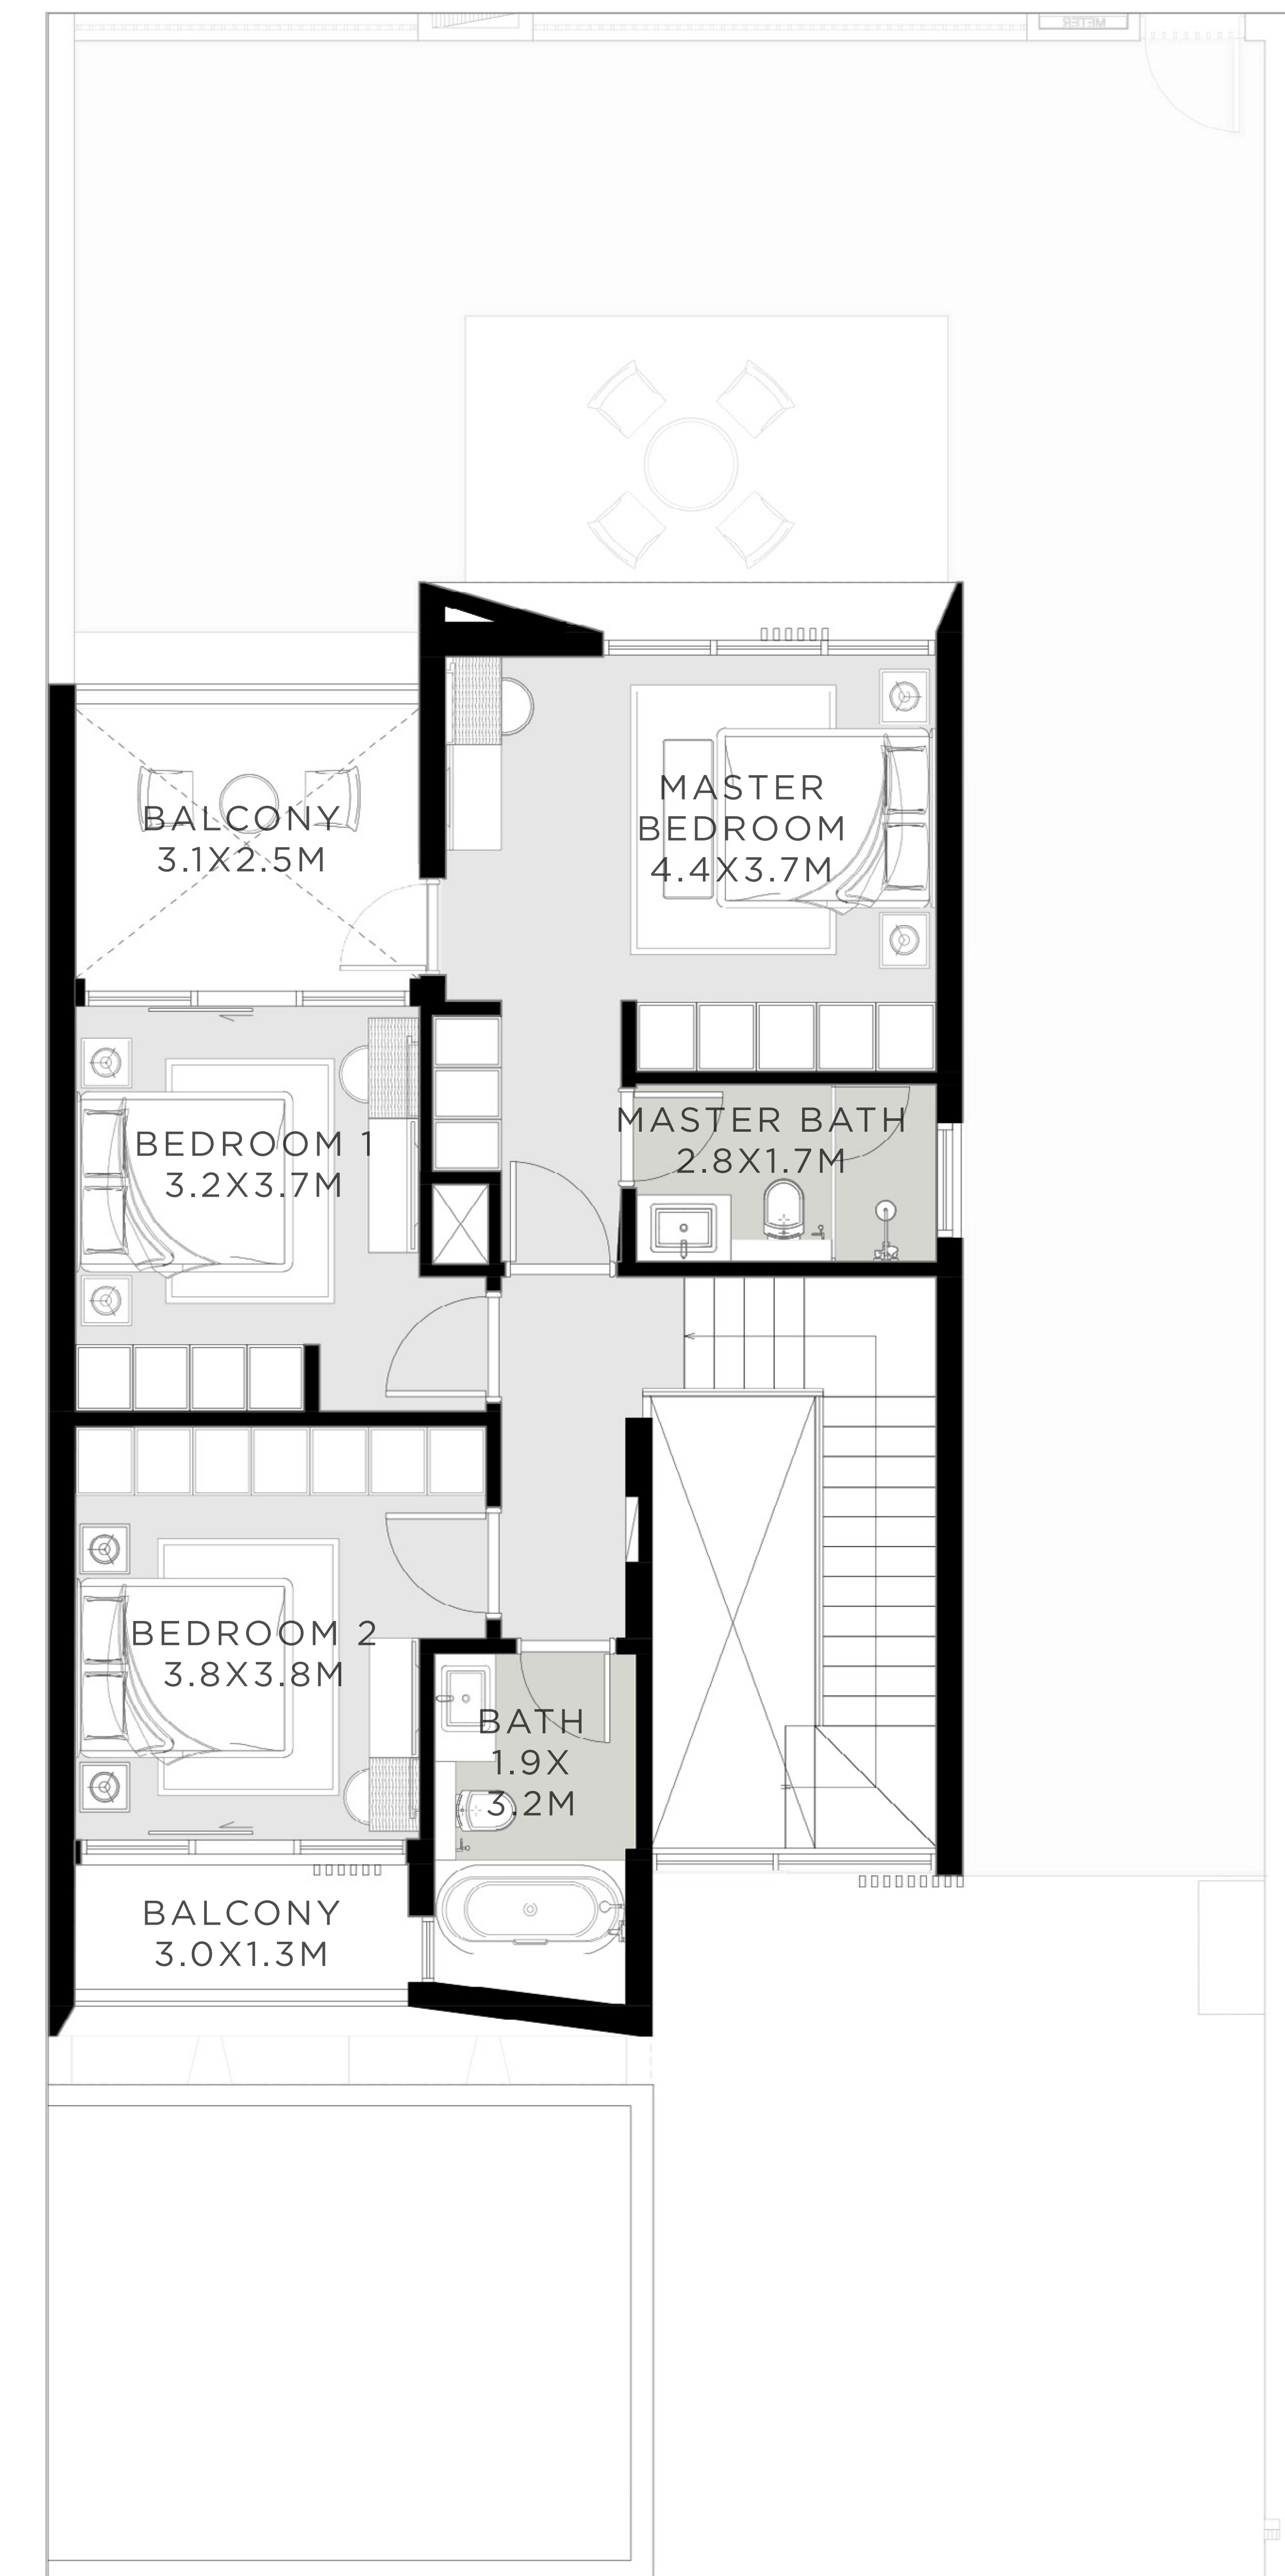 METER
BALCONY
3.1X2.5M
MASTER
BEDROOM
4.4X3.7M
BEDROOM 1
3.2X3.7M
MASTER BATH
2.8X1.7M
BEDROOM 2
3.8X3.8M
BATH
1.9X
3.2M
BALCONY
3.0X1.3M